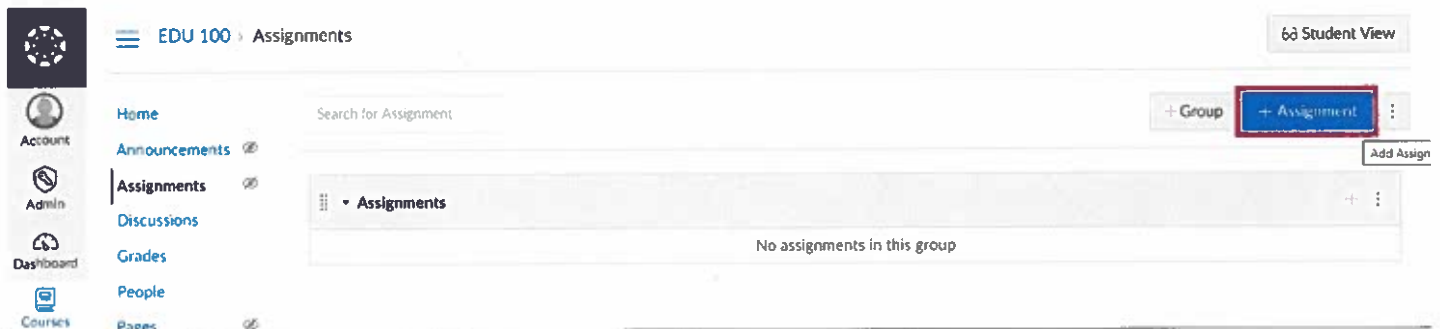 EDU 100 › Assignments
Student View
Account
Admin
Dashboard
Courses
Home
Announcements
Assignments
Discussions
Grades
People
Pages
Search for Assignment
+ Group
+ Assignment
Add Assign
Assignments
No assignments in this group